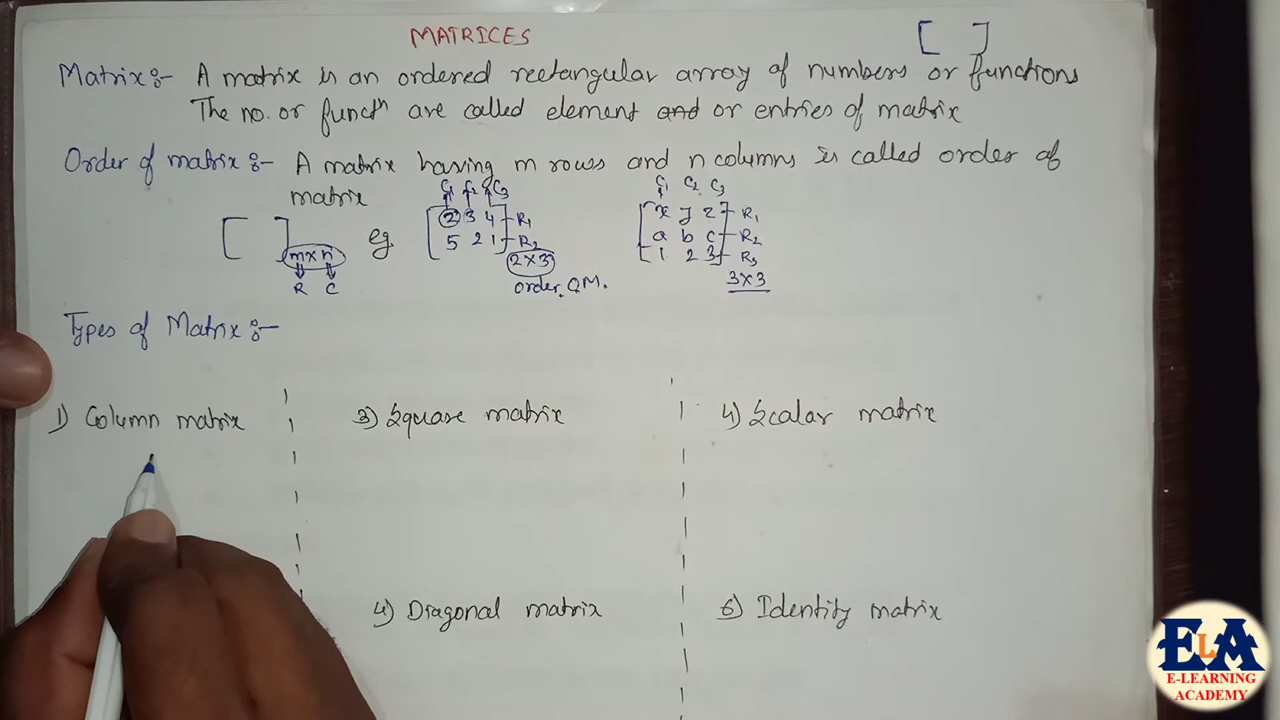 MATRICES
[ ]
Matrix:- A matrix is an ordered rectangular array of numbers or functions
The no. or funcⁿ are called element and or entries of matrix
Order of matrix:- A matrix having m rows and n columns is called order of
matrix
C1 C2 C3
C1 C2 C3
[ ] m×n
R C
eg.
[2 3 4 R1
5 2 1] R2
2×3
order. O.M.
[x y z R1
a b c R2
1 2 3] R3
3×3
Types of Matrix:-
1) Column matrix
3) Square matrix
4) Scalar matrix
4) Diagonal matrix
6) Identity matrix
ELA
E-LEARNING
ACADEMY